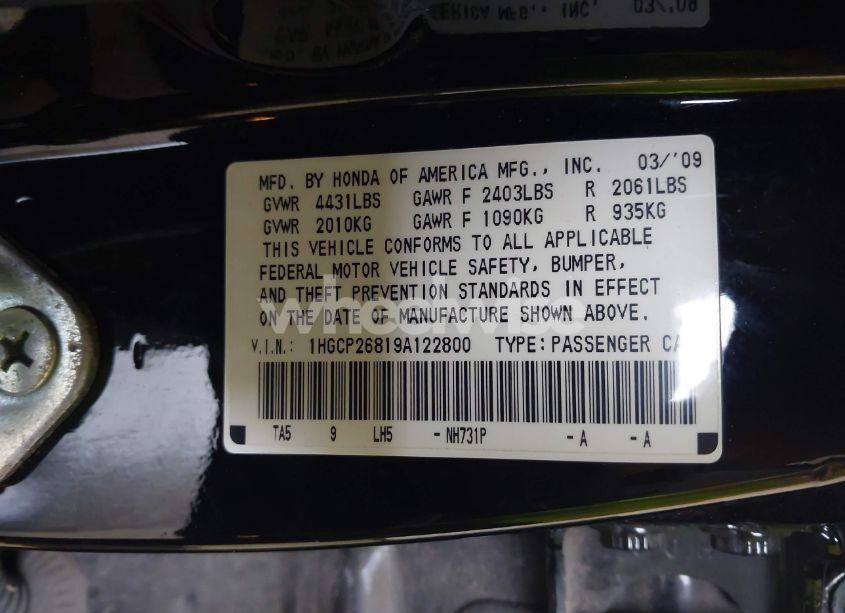 MFD. BY HONDA OF AMERICA MFG., INC. 03/'09
GVWR 4431LBS GAWR F 2403LBS R 2061LBS
GVWR 2010KG GAWR F 1090KG R 935KG
THIS VEHICLE CONFORMS TO ALL APPLICABLE
FEDERAL MOTOR VEHICLE SAFETY, BUMPER,
AND THEFT PREVENTION STANDARDS IN EFFECT
ON THE DATE OF MANUFACTURE SHOWN ABOVE.
wheelwise
V.I.N.: 1HGCP26819A122800 TYPE: PASSENGER CA
TA5 9 LH5 - NH731P - A - A